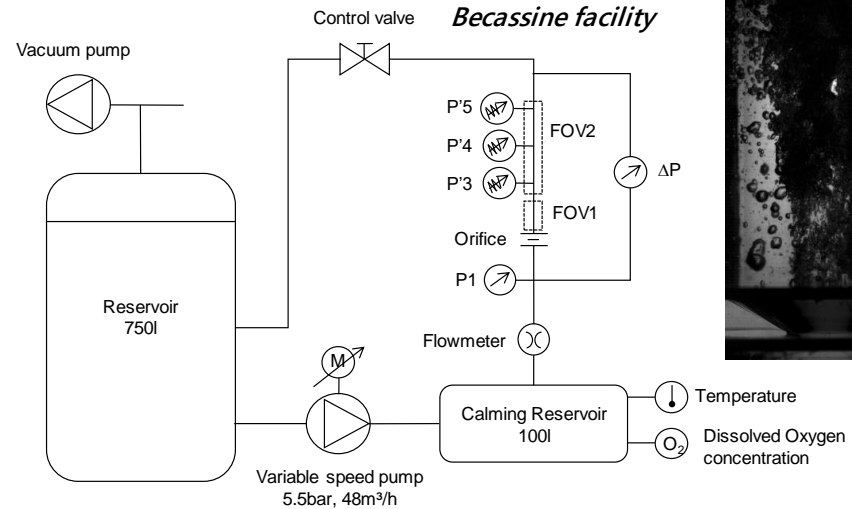 Becassine facility
Control valve
Vacuum pump
P'5
FOV2
P'4
ΔP
P'3
FOV1
Orifice
P1
Reservoir
750l
Flowmeter
M
Calming Reservoir
100l
Temperature
O2
Dissolved Oxygen
concentration
Variable speed pump
5.5bar, 48m³/h